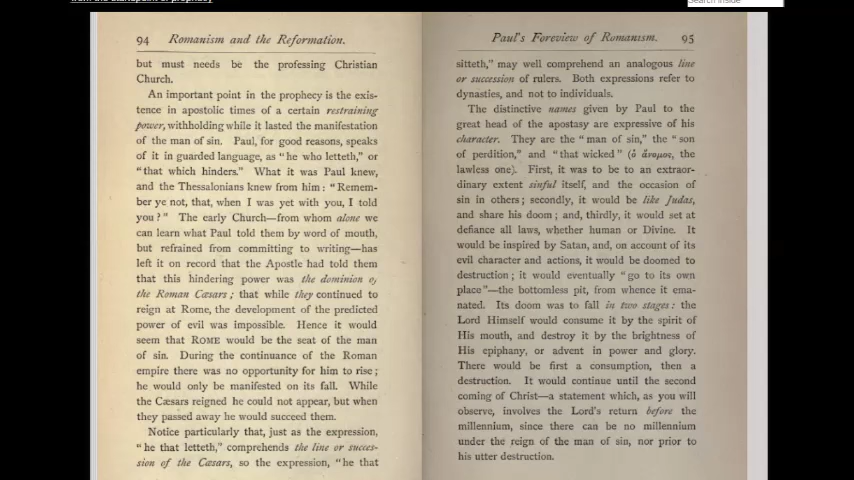 from the standpoint of prophecy
Search inside
94 Romanism and the Reformation.
but must needs be the professing Christian
Church.
An important point in the prophecy is the exis-
tence in apostolic times of a certain restraining
power, withholding while it lasted the manifestation
of the man of sin. Paul, for good reasons, speaks
of it in guarded language, as "he who letteth," or
"that which hinders." What it was Paul knew,
and the Thessalonians knew from him : "Remem-
ber ye not, that, when I was yet with you, I told
you ?" The early Church—from whom alone we
can learn what Paul told them by word of mouth,
but refrained from committing to writing—has
left it on record that the Apostle had told them
that this hindering power was the dominion of
the Roman Cæsars ; that while they continued to
reign at Rome, the development of the predicted
power of evil was impossible. Hence it would
seem that ROME would be the seat of the man
of sin. During the continuance of the Roman
empire there was no opportunity for him to rise ;
he would only be manifested on its fall. While
the Cæsars reigned he could not appear, but when
they passed away he would succeed them.
Notice particularly that, just as the expression,
"he that letteth," comprehends the line or succes-
sion of the Cæsars, so the expression, "he that
Paul's Foreview of Romanism. 95
sitteth," may well comprehend an analogous line
or succession of rulers. Both expressions refer to
dynasties, and not to individuals.
The distinctive names given by Paul to the
great head of the apostasy are expressive of his
character. They are the "man of sin," the "son
of perdition," and "that wicked" (ὁ ἄνομος, the
lawless one). First, it was to be to an extraor-
dinary extent sinful itself, and the occasion of
sin in others ; secondly, it would be like Judas,
and share his doom ; and, thirdly, it would set at
defiance all laws, whether human or Divine. It
would be inspired by Satan, and, on account of its
evil character and actions, it would be doomed to
destruction ; it would eventually "go to its own
place"—the bottomless pit, from whence it ema-
nated. Its doom was to fall in two stages : the
Lord Himself would consume it by the spirit of
His mouth, and destroy it by the brightness of
His epiphany, or advent in power and glory.
There would be first a consumption, then a
destruction. It would continue until the second
coming of Christ—a statement which, as you will
observe, involves the Lord's return before the
millennium, since there can be no millennium
under the reign of the man of sin, nor prior to
his utter destruction.